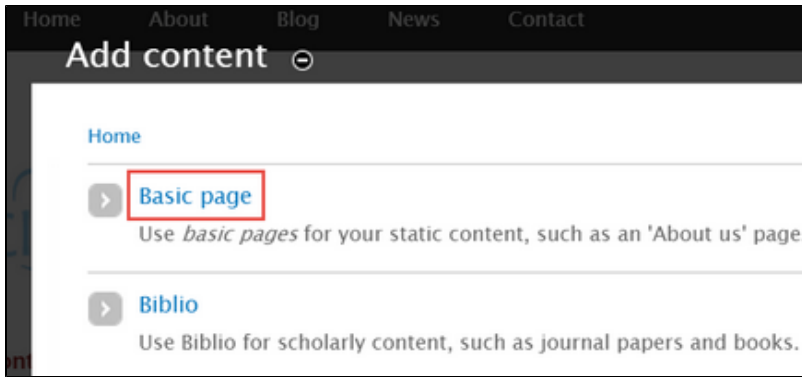 Home About Blog News Contact
Add content
Home
Basic page
Use basic pages for your static content, such as an 'About us' page
Biblio
Use Biblio for scholarly content, such as journal papers and books.